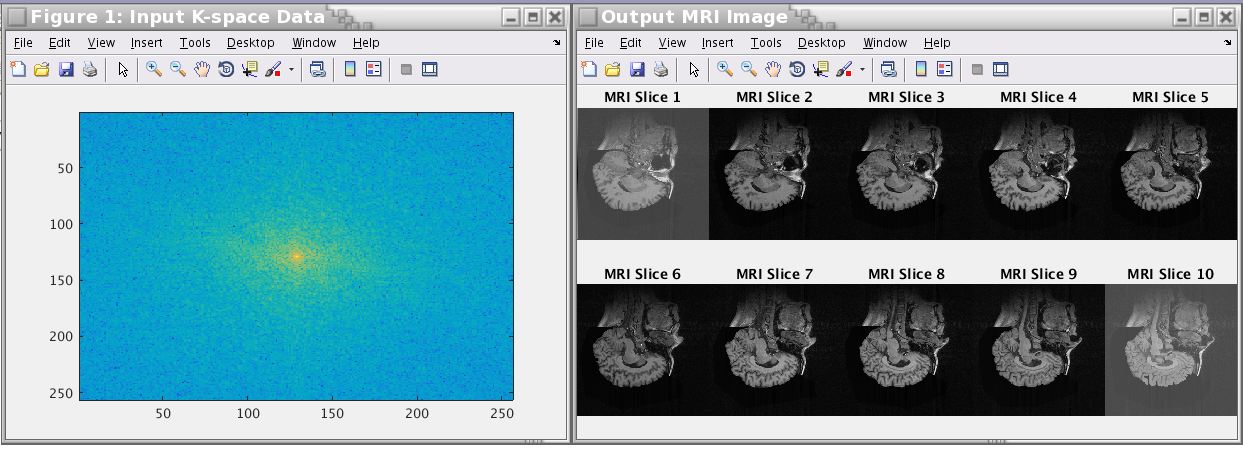 Figure 1: Input K-space Data
File Edit View Insert Tools Desktop Window Help
50
100
150
200
250
50 100 150 200 250
Output MRI Image
File Edit View Insert Tools Desktop Window Help
MRI Slice 1 MRI Slice 2 MRI Slice 3 MRI Slice 4 MRI Slice 5
MRI Slice 6 MRI Slice 7 MRI Slice 8 MRI Slice 9 MRI Slice 10